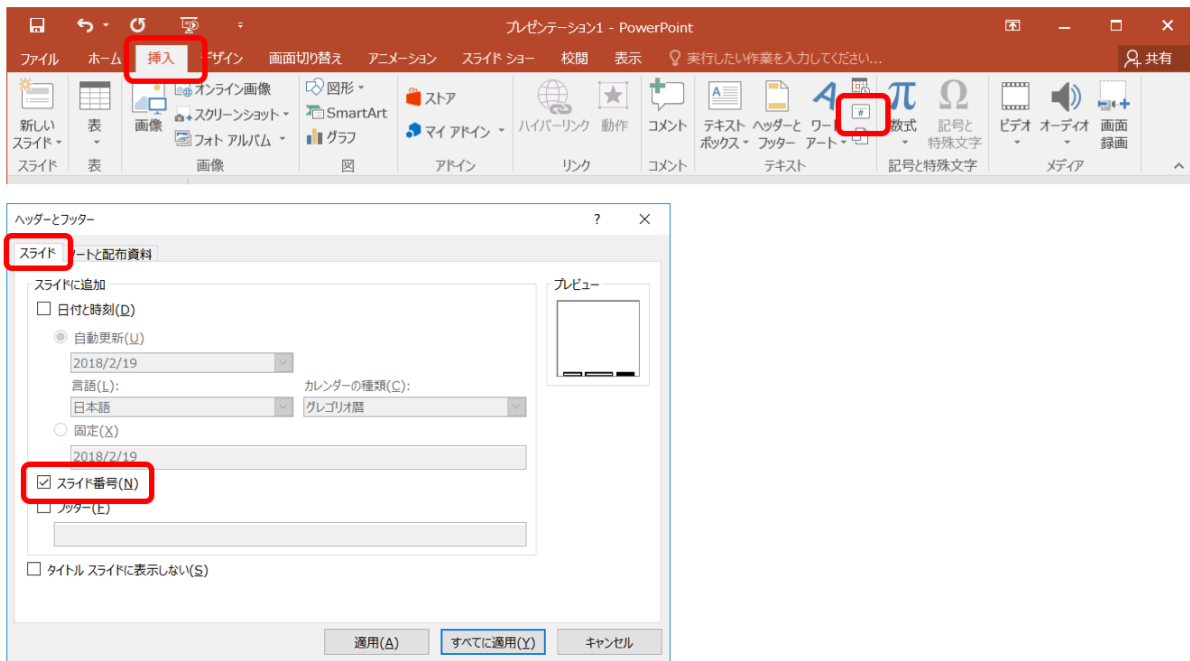 プレゼンテーション1 - PowerPoint
ファイル ホーム 挿入 デザイン 画面切り替え アニメーション スライド ショー 校閲 表示 実行したい作業を入力してください... 共有
新しい
スライド
表
画像
オンライン画像
スクリーンショット
フォト アルバム
図形
SmartArt
グラフ
ストア
マイ アドイン
ハイパーリンク
動作
コメント
テキスト
ボックス
ヘッダーと
フッター
ワード
アート
#
数式
記号と
特殊文字
ビデオ
オーディオ
画面
録画
スライド 表 画像 図 アドイン リンク コメント テキスト 記号と特殊文字 メディア
ヘッダーとフッター ?
スライド ノートと配布資料
スライドに追加
日付と時刻(D)
自動更新(U)
2018/2/19
言語(L): カレンダーの種類(C):
日本語 グレゴリオ暦
固定(X)
2018/2/19
スライド番号(N)
フッター(F)
タイトル スライドに表示しない(S)
プレビュー
適用(A) すべてに適用(Y) キャンセル